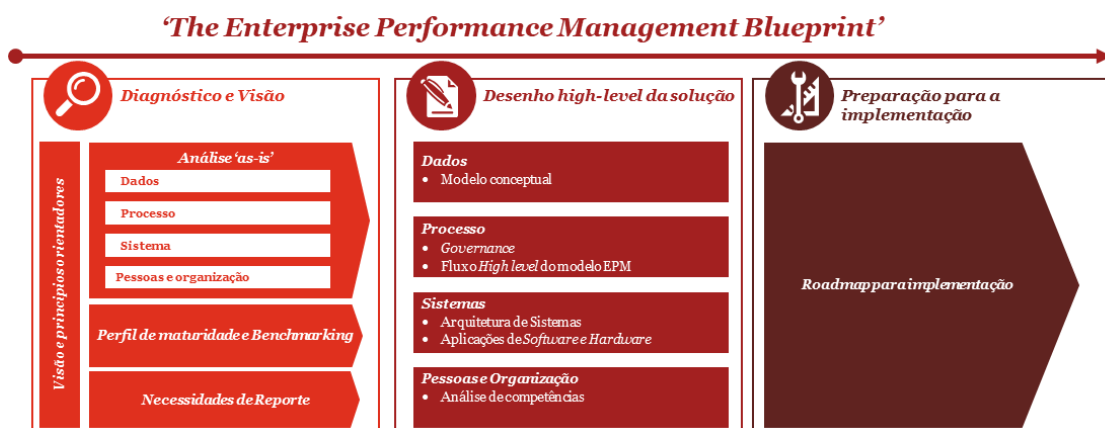 ‘The Enterprise Performance Management Blueprint’
Diagnóstico e Visão
Visão e princípios orientadores
Análise ‘as-is’
Dados
Processo
Sistema
Pessoas e organização
Perfil de maturidade e Benchmarking
Necessidades de Reporte
Desenho high-level da solução
Dados
• Modelo conceptual
Processo
• Governance
• Fluxo High level do modelo EPM
Sistemas
• Arquitetura de Sistemas
• Aplicações de Software e Hardware
Pessoas e Organização
• Análise de competências
Preparação para a
implementação
Roadmap para implementação